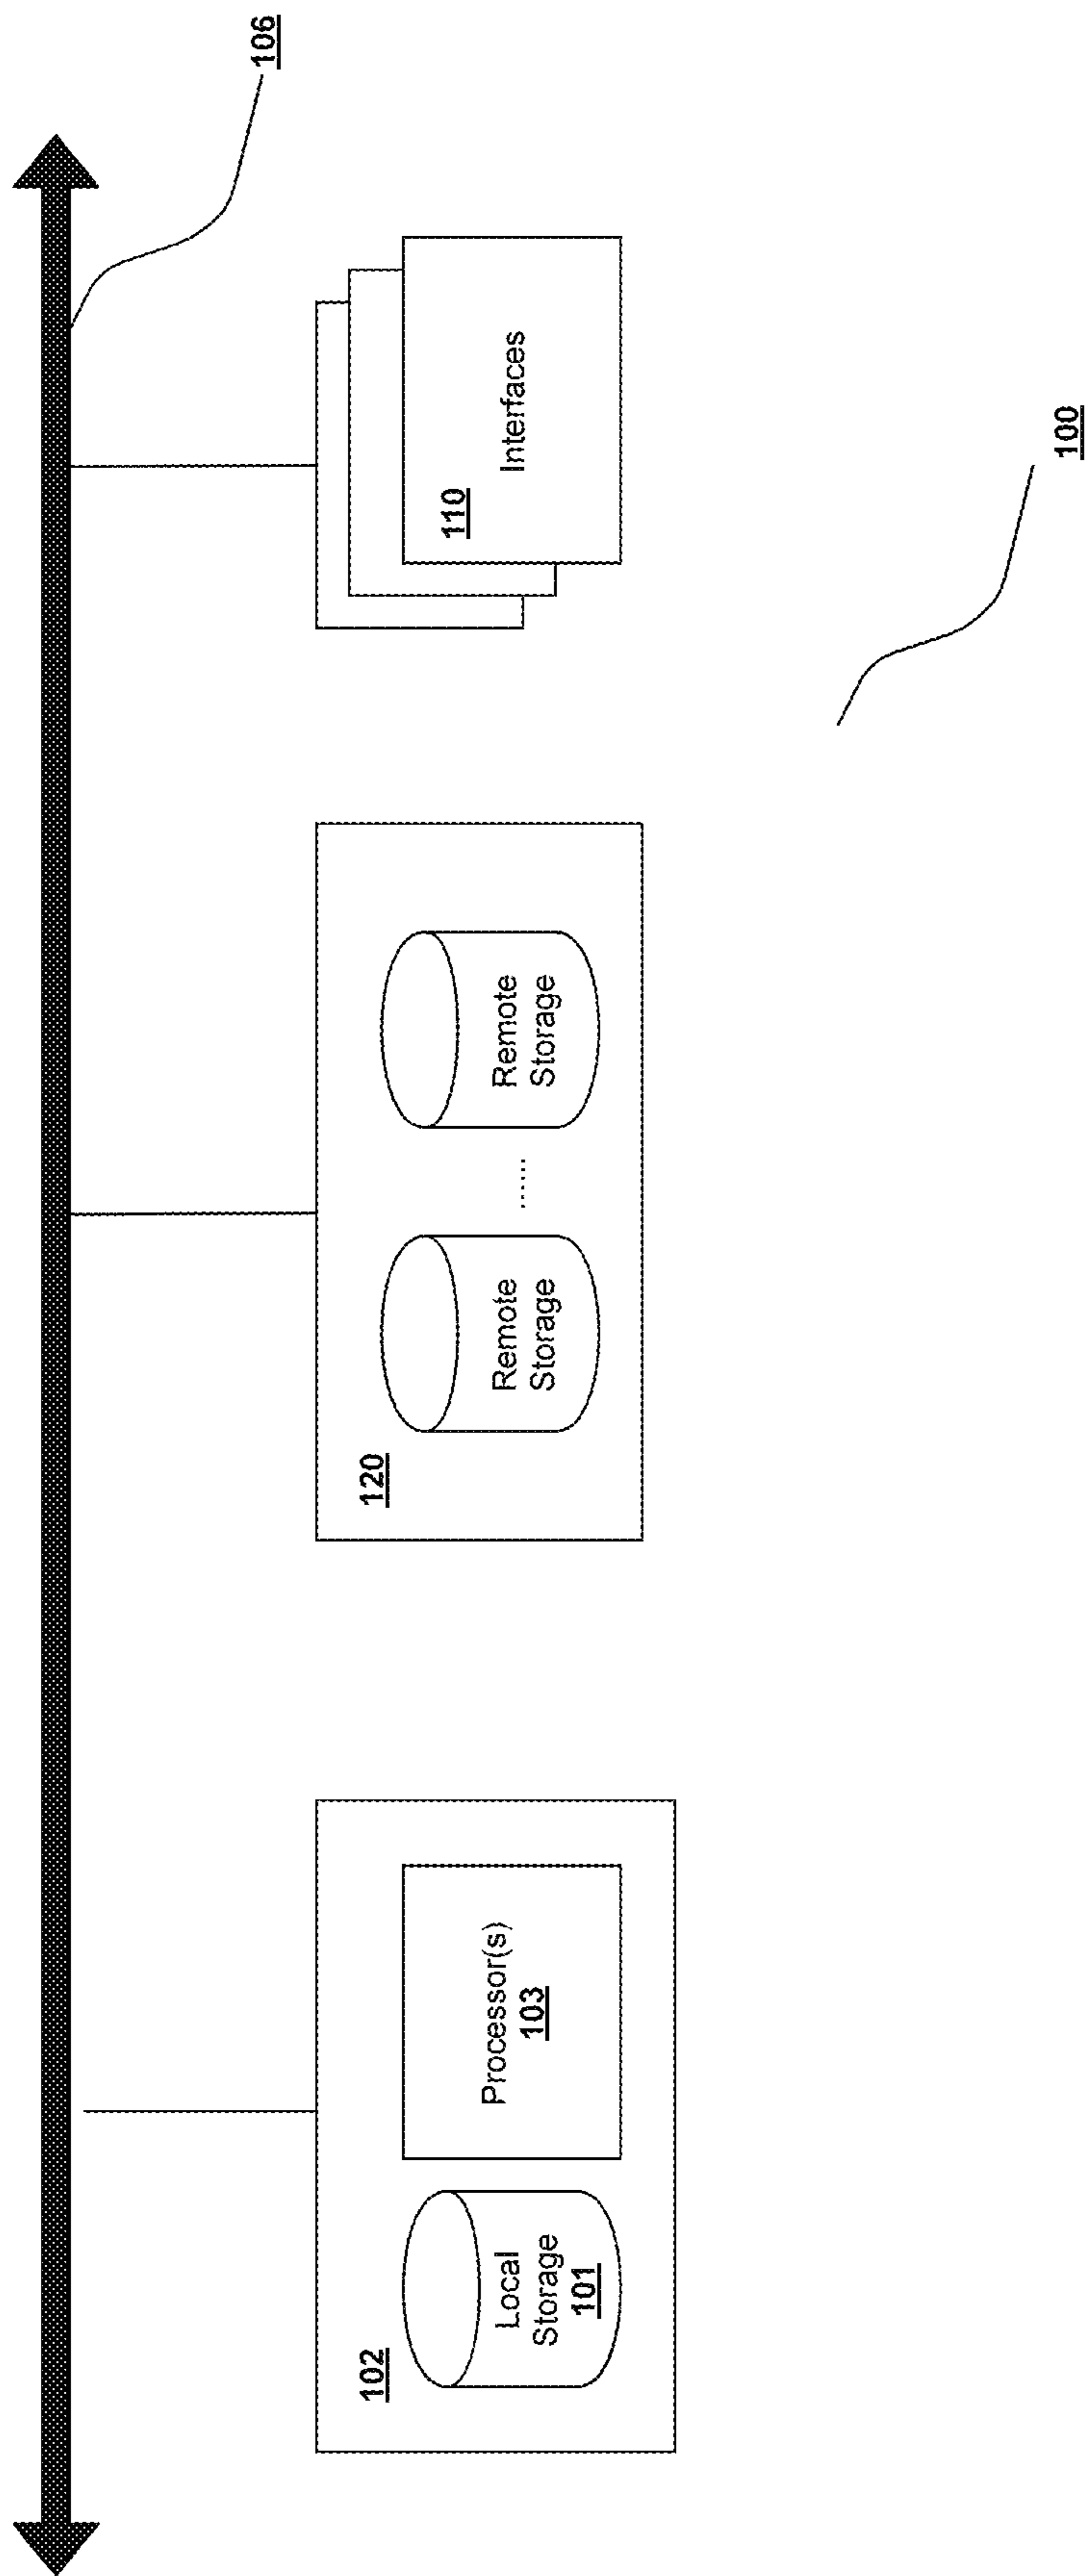 106
102
Local
Storage
101
Processor(s)
103
120
Remote
Storage
......
Remote
Storage
110
Interfaces
100